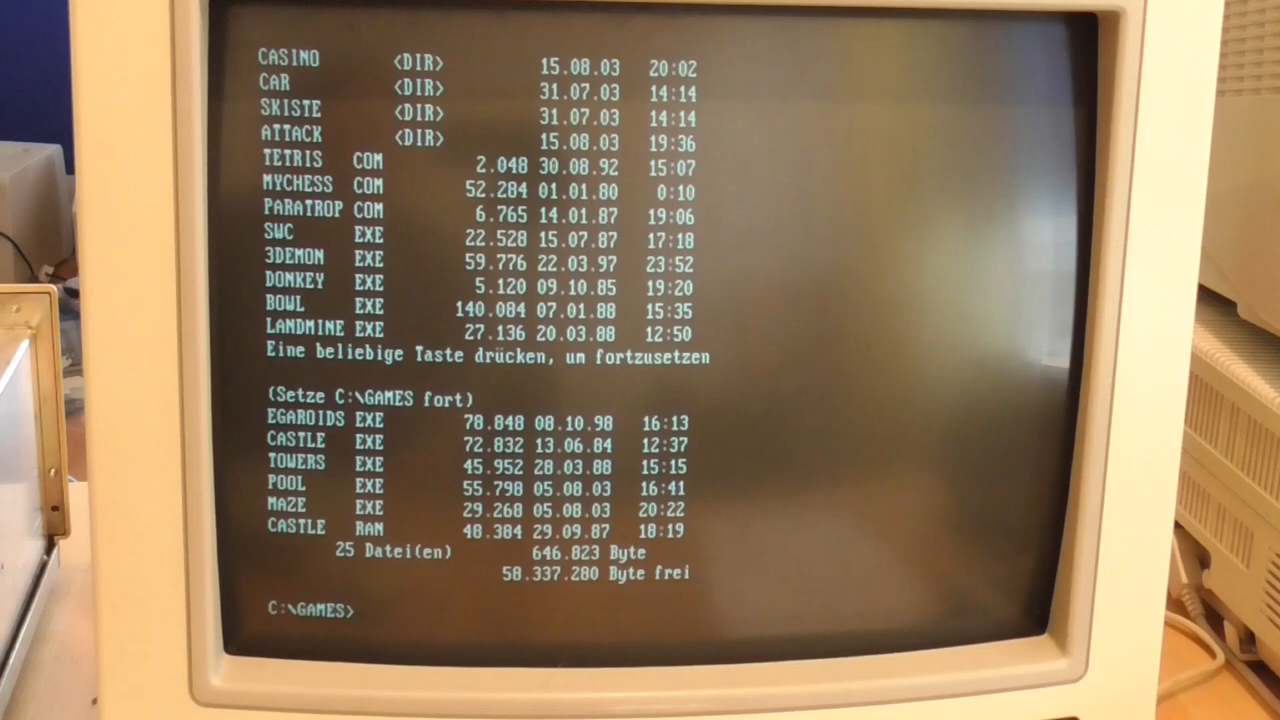 CASINO <DIR> 15.08.03 20:02
CAR <DIR> 31.07.03 14:14
SKISTE <DIR> 31.07.03 14:14
ATTACK <DIR> 15.08.03 19:36
TETRIS COM 2.048 30.08.92 15:07
MYCHESS COM 52.284 01.01.80 0:10
PARATROP COM 6.765 14.01.87 19:06
SWC EXE 22.528 15.07.87 17:18
3DEMON EXE 59.776 22.03.97 23:52
DONKEY EXE 5.120 09.10.85 19:20
BOWL EXE 140.084 07.01.88 15:35
LANDMINE EXE 27.136 20.03.88 12:50
Eine beliebige Taste drücken, um fortzusetzen
(Setze C:\GAMES fort)
EGAROIDS EXE 78.848 08.10.98 16:13
CASTLE EXE 72.832 13.06.84 12:37
TOWERS EXE 45.952 28.03.88 15:15
POOL EXE 55.798 05.08.03 16:41
MAZE EXE 29.268 05.08.03 20:22
CASTLE RAN 48.384 29.09.87 18:19
25 Datei(en) 646.823 Byte
58.337.280 Byte frei
C:\GAMES>